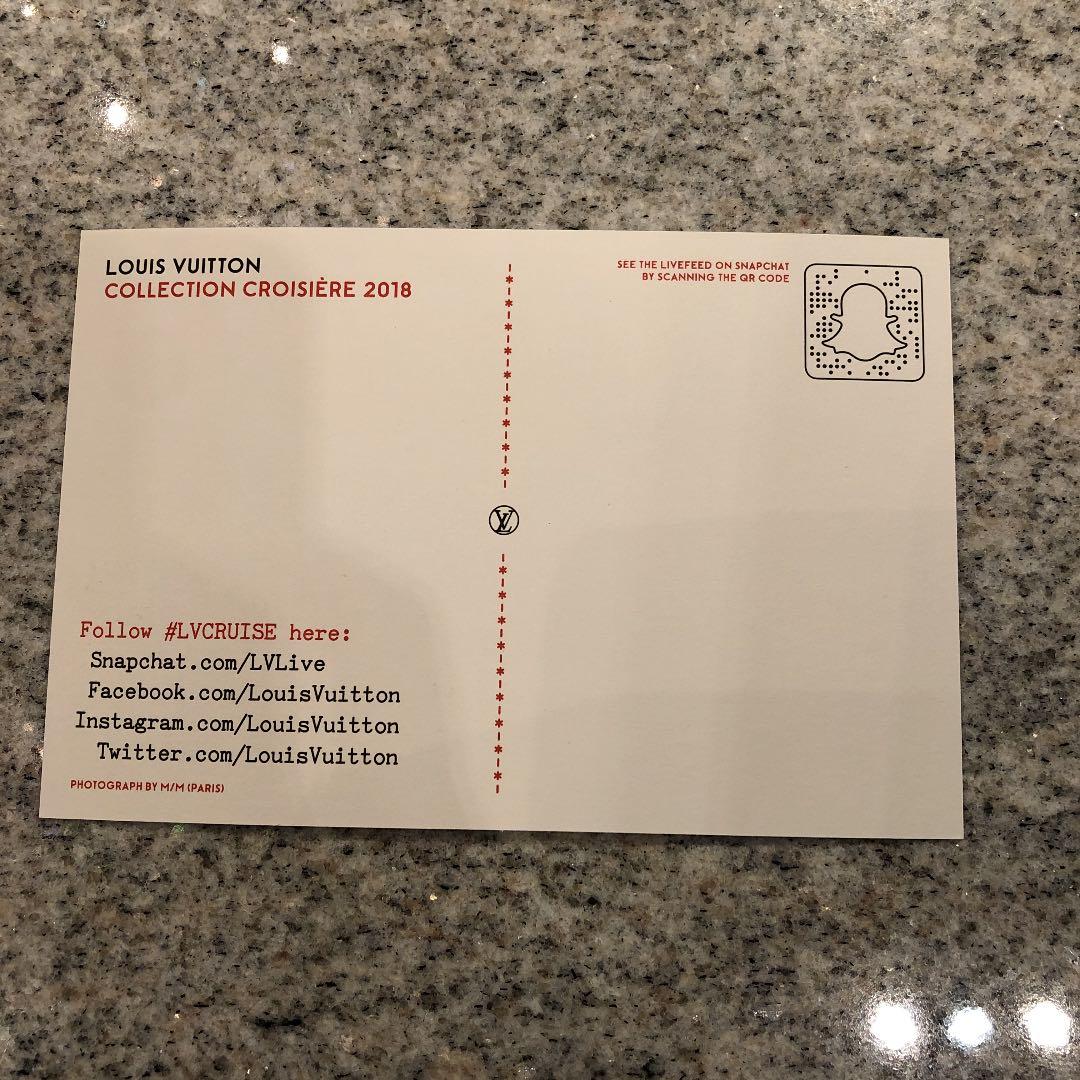 LOUIS VUITTON
COLLECTION CROISIÈRE 2018
SEE THE LIVEFEED ON SNAPCHAT
BY SCANNING THE QR CODE
LV
Follow #LVCRUISE here:
Snapchat.com/LVLive
Facebook.com/LouisVuitton
Instagram.com/LouisVuitton
Twitter.com/LouisVuitton
PHOTOGRAPH BY M/M (PARIS)